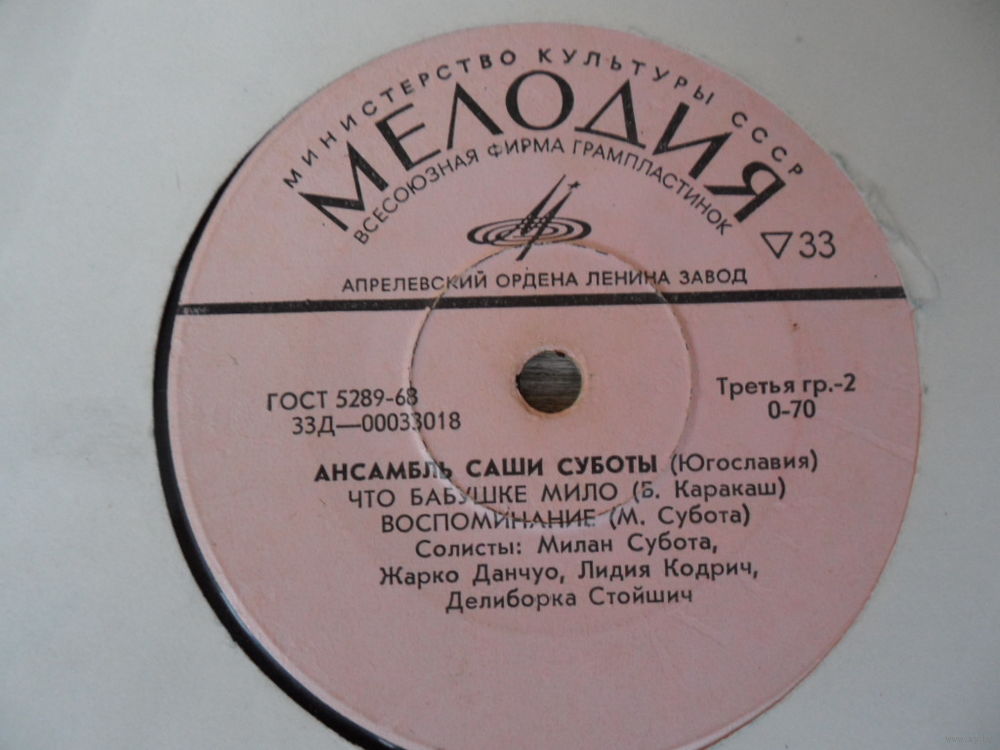 МИНИСТЕРСТВО КУЛЬТУРЫ СССР
МЕЛОДИЯ
ВСЕСОЮЗНАЯ ФИРМА ГРАМПЛАСТИНОК
▽33
АПРЕЛЕВСКИЙ ОРДЕНА ЛЕНИНА ЗАВОД
ГОСТ 5289-68
33Д—00033018
Третья гр.-2
0-70
АНСАМБЛЬ САШИ СУБОТЫ (Югославия)
ЧТО БАБУШКЕ МИЛО (Б. Каракаш)
ВОСПОМИНАНИЕ (М. Субота)
Солисты: Милан Субота,
Жарко Данчуо, Лидия Кодрич,
Делиборка Стойшич